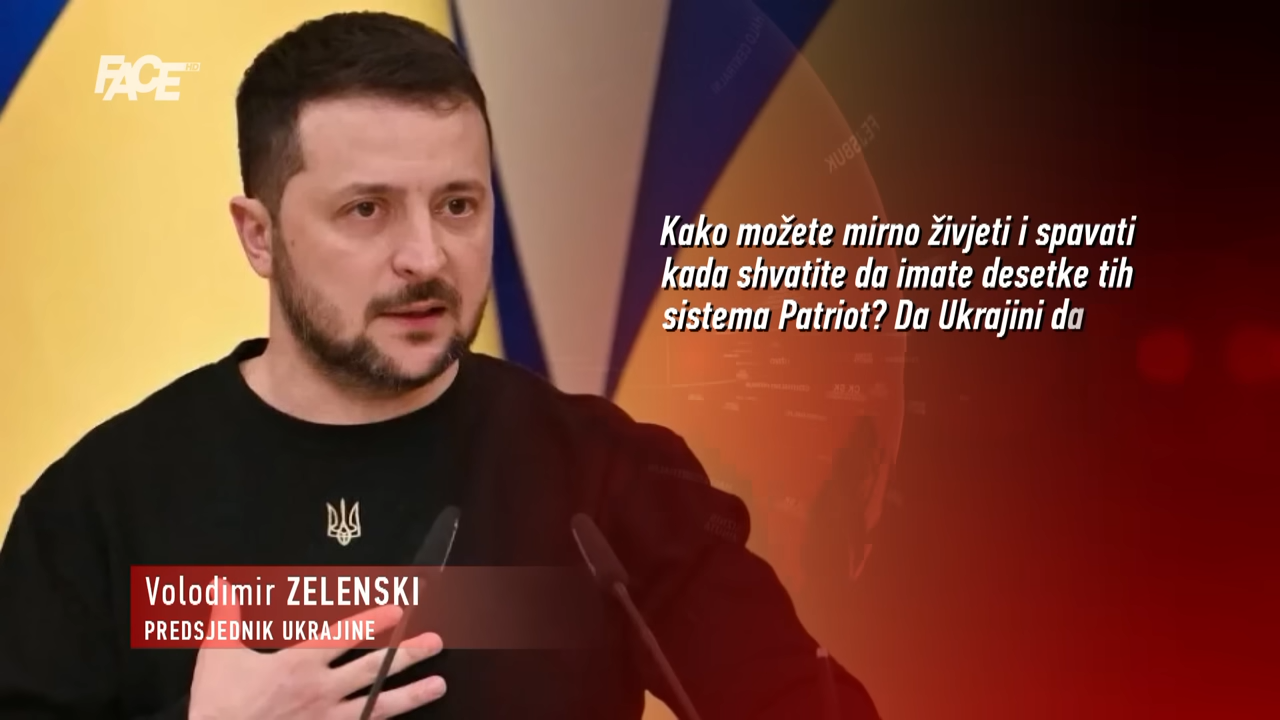 FACE HD
Kako možete mirno živjeti i spavati
kada shvatite da imate desetke tih
sistema Patriot? Da Ukrajini da
Volodimir ZELENSKI
PREDSJEDNIK UKRAJINE